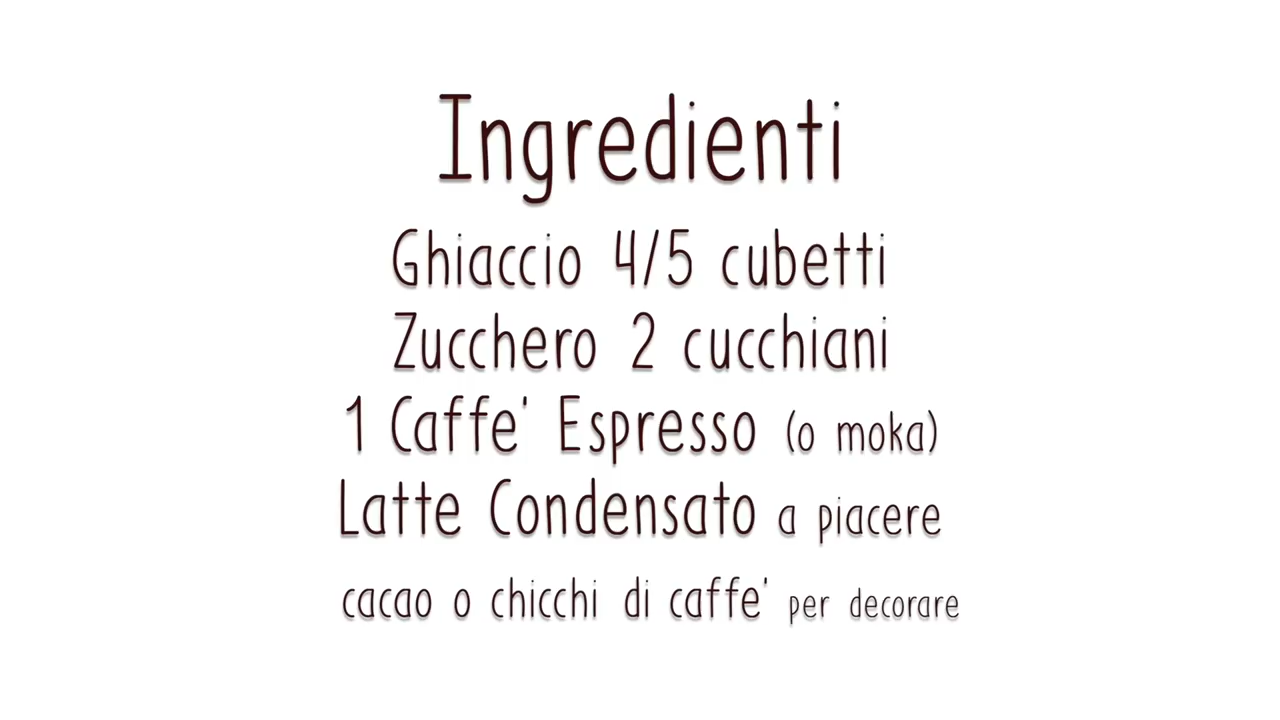 Ingredienti
Ghiaccio 4/5 cubetti
Zucchero 2 cucchiani
1 Caffe' Espresso (o moka)
Latte Condensato a piacere
cacao o chicchi di caffe' per decorare